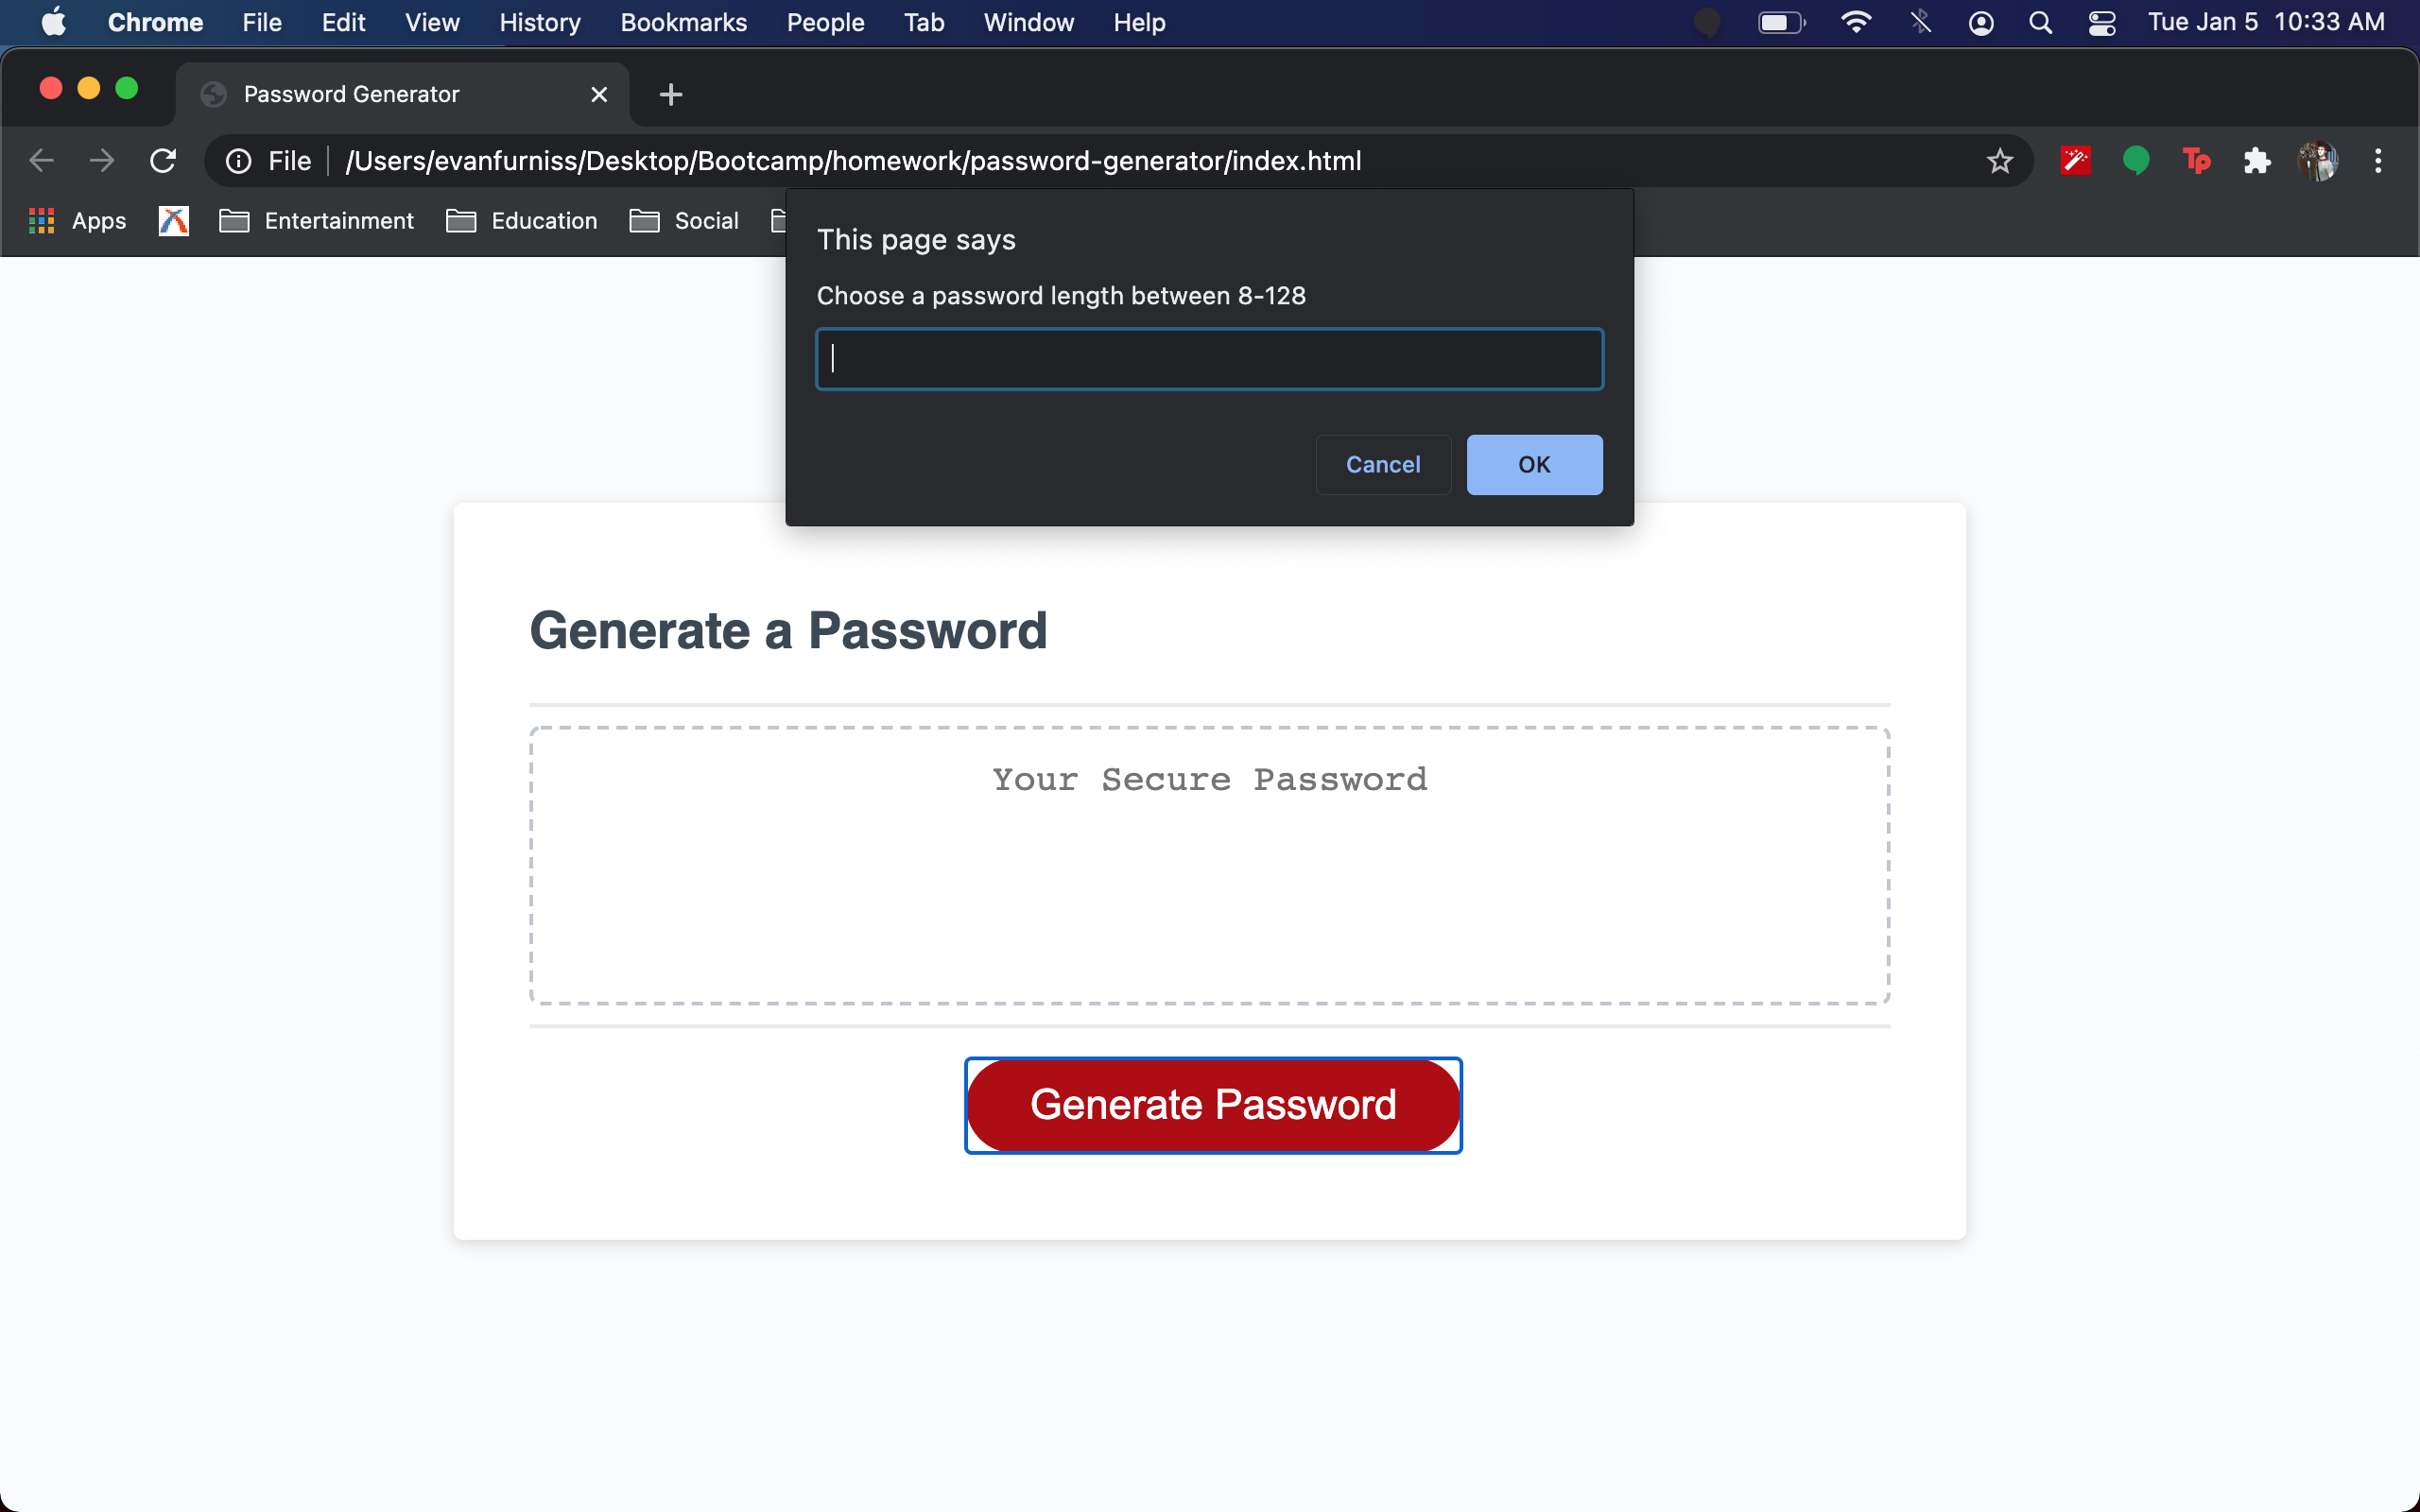 Chrome File Edit View History Bookmarks People Tab Window Help Tue Jan 5 10:33 AM
Password Generator
File /Users/evanfurniss/Desktop/Bootcamp/homework/password-generator/index.html Tp
Apps Entertainment Education Social
This page says
Choose a password length between 8-128
Cancel OK
Generate a Password
Your Secure Password
Generate Password